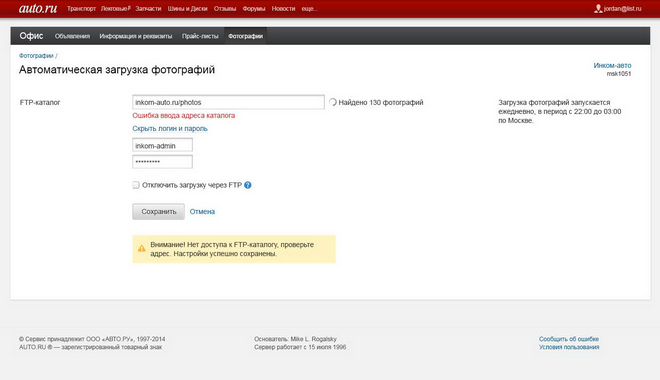 auto.ru Транспорт Легковые Запчасти Шины и Диски Отзывы Форумы Новости еще... jordan@list.ru
Офис Объявления Информация и реквизиты Прайс-листы Фотографии
Фотографии /
Автоматическая загрузка фотографий
Инком-авто
msk1051
FTP-каталог inkom-auto.ru/photos Найдено 130 фотографий
Ошибка ввода адреса каталога
Скрыть логин и пароль
inkom-admin
*********
Отключить загрузку через FTP ?
Сохранить Отмена
Внимание! Нет доступа к FTP-каталогу, проверьте
адрес. Настройки успешно сохранены.
Загрузка фотографий запускается
ежедневно, в период с 22:00 до 03:00
по Москве.
© Сервис принадлежит ООО «АВТО.РУ», 1997-2014
AUTO.RU ® — зарегистрированный товарный знак
Основатель: Mike L. Rogalsky
Сервер работает с 15 июля 1996
Сообщить об ошибке
Условия пользования